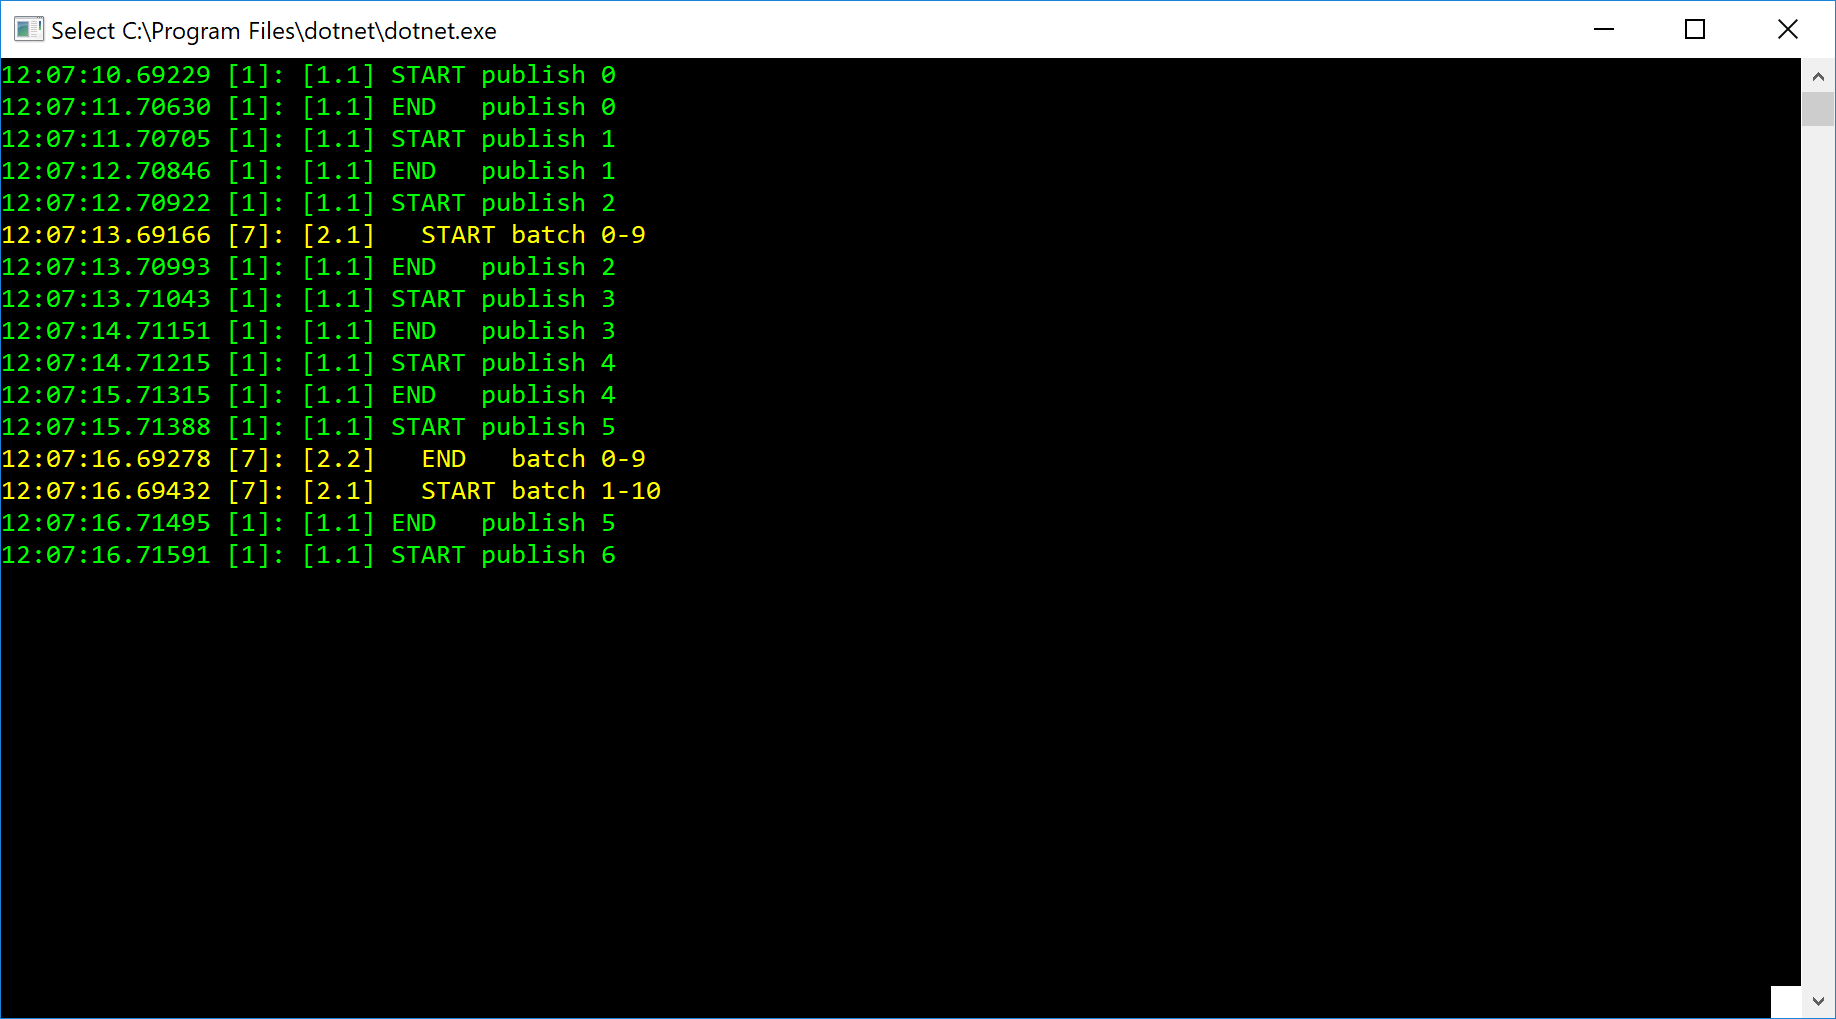 Select C:\Program Files\dotnet\dotnet.exe
12:07:10.69229 [1]: [1.1] START publish 0
12:07:11.70630 [1]: [1.1] END   publish 0
12:07:11.70705 [1]: [1.1] START publish 1
12:07:12.70846 [1]: [1.1] END   publish 1
12:07:12.70922 [1]: [1.1] START publish 2
12:07:13.69166 [7]: [2.1]   START batch 0-9
12:07:13.70993 [1]: [1.1] END   publish 2
12:07:13.71043 [1]: [1.1] START publish 3
12:07:14.71151 [1]: [1.1] END   publish 3
12:07:14.71215 [1]: [1.1] START publish 4
12:07:15.71315 [1]: [1.1] END   publish 4
12:07:15.71388 [1]: [1.1] START publish 5
12:07:16.69278 [7]: [2.2]   END   batch 0-9
12:07:16.69432 [7]: [2.1]   START batch 1-10
12:07:16.71495 [1]: [1.1] END   publish 5
12:07:16.71591 [1]: [1.1] START publish 6